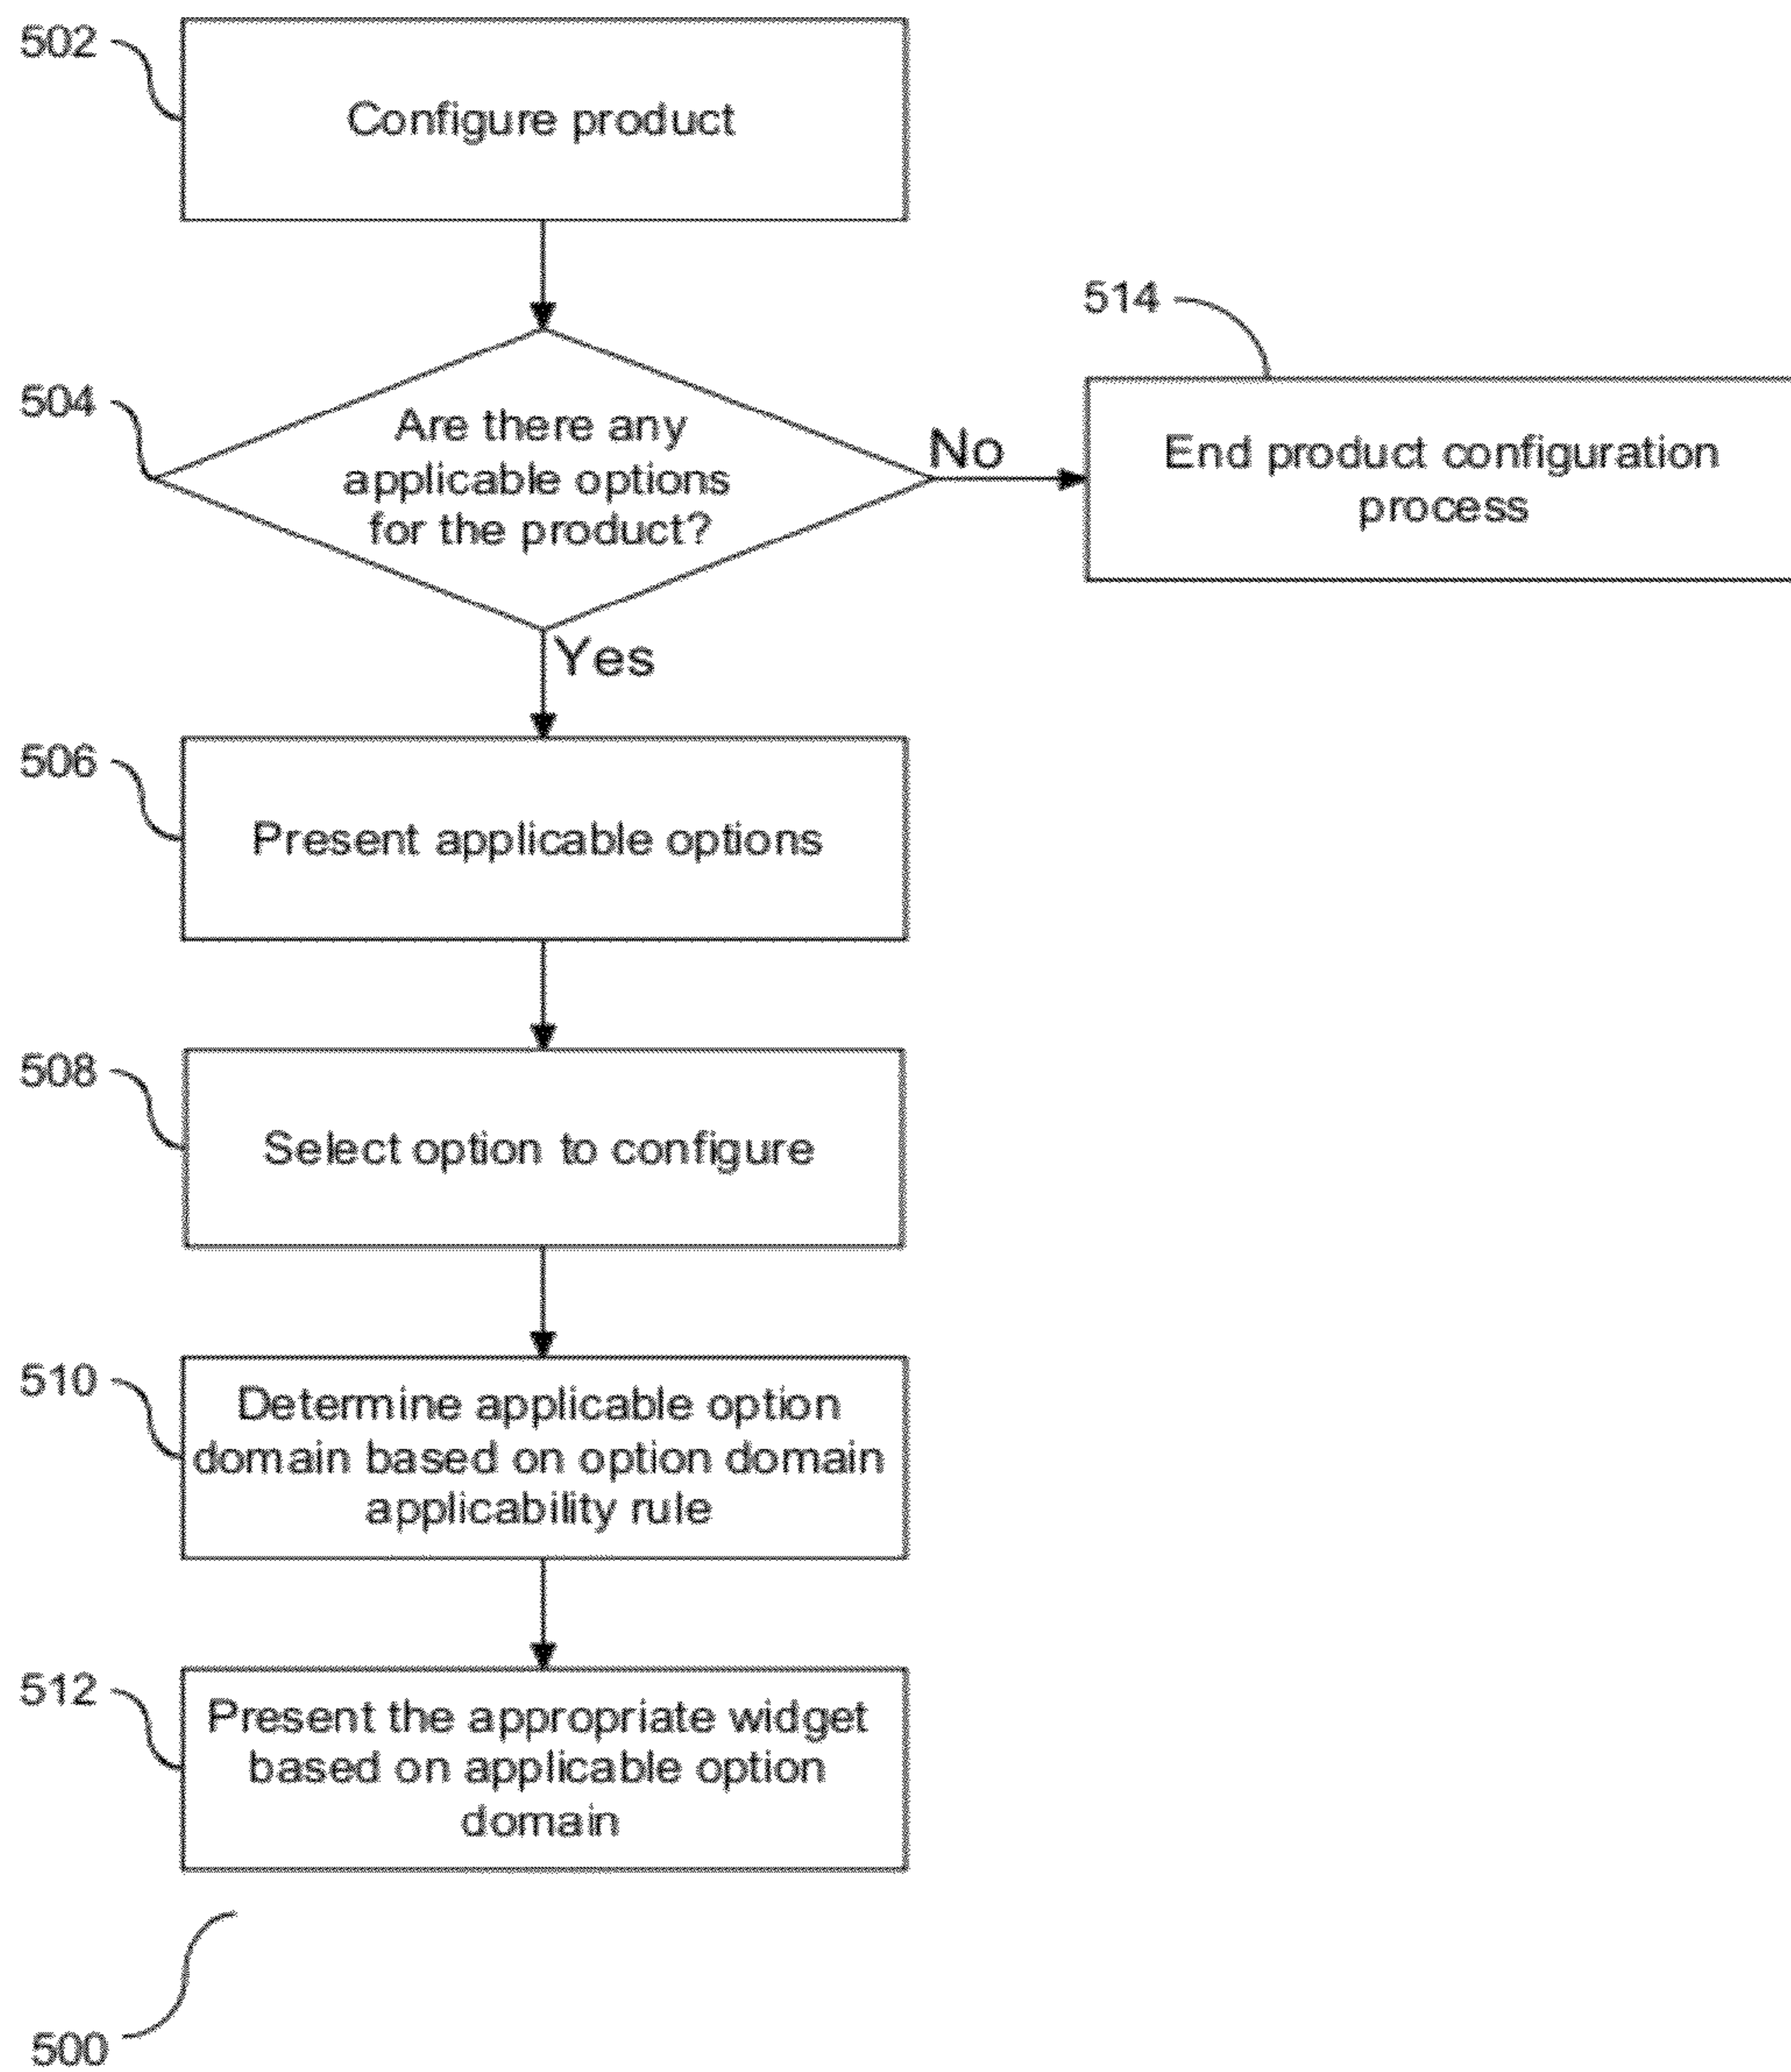 502
Configure product
514
504
Are there any
applicable options
for the product?
No
End product configuration
process
Yes
506
Present applicable options
508
Select option to configure
510
Determine applicable option
domain based on option domain
applicability rule
512
Present the appropriate widget
based on applicable option
domain
500